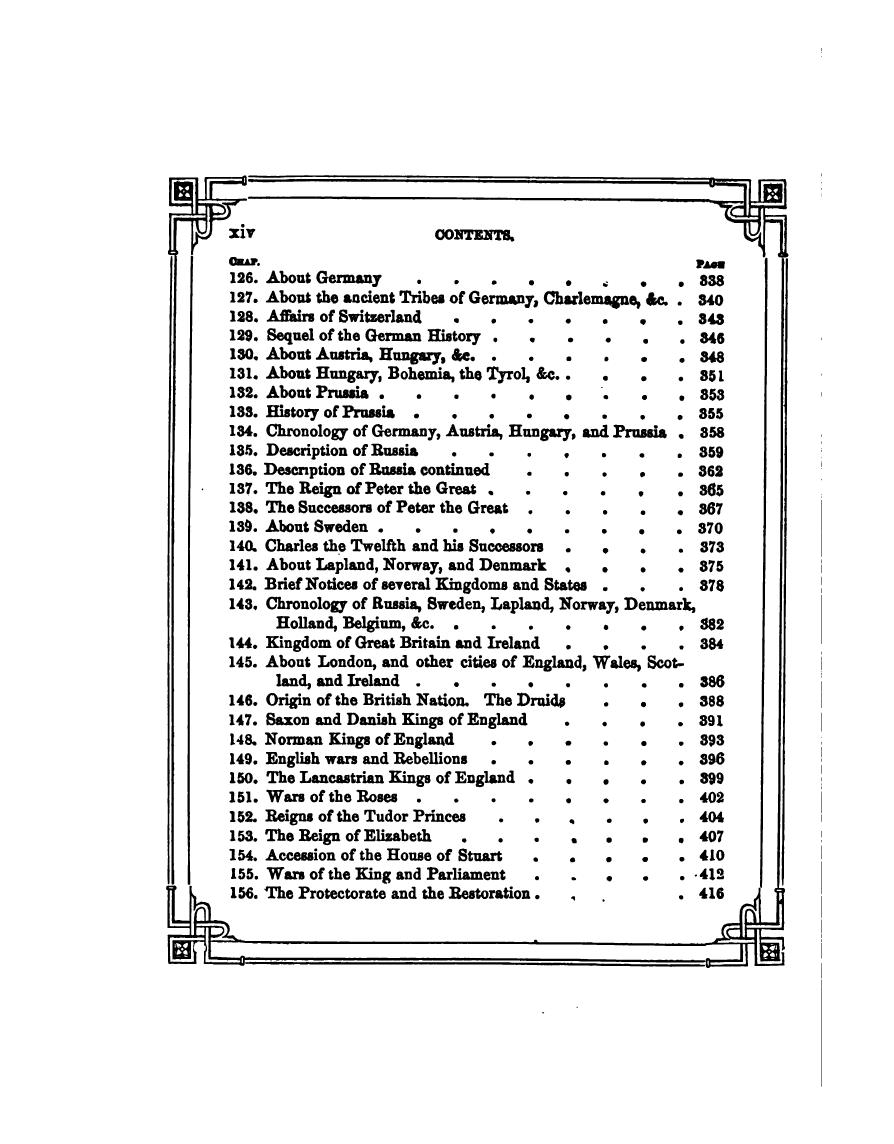 xiv CONTENTS.
CHAP. PAGE
126. About Germany . . . . . . . . 338
127. About the ancient Tribes of Germany, Charlemagne, &c. . 340
128. Affairs of Switzerland . . . . . . . 343
129. Sequel of the German History . . . . . . 346
130. About Austria, Hungary, &c. . . . . . . 348
131. About Hungary, Bohemia, the Tyrol, &c. . . . . 351
132. About Prussia . . . . . . . . . 353
133. History of Prussia . . . . . . . . 355
134. Chronology of Germany, Austria, Hungary, and Prussia . 358
135. Description of Russia . . . . . . . 359
136. Description of Russia continued . . . . . 362
137. The Reign of Peter the Great . . . . . . 365
138. The Successors of Peter the Great . . . . . 367
139. About Sweden . . . . . . . . . 370
140. Charles the Twelfth and his Successors . . . . 373
141. About Lapland, Norway, and Denmark . . . . 375
142. Brief Notices of several Kingdoms and States . . . 378
143. Chronology of Russia, Sweden, Lapland, Norway, Denmark,
Holland, Belgium, &c. . . . . . . . 382
144. Kingdom of Great Britain and Ireland . . . . 384
145. About London, and other cities of England, Wales, Scot-
land, and Ireland . . . . . . . . 386
146. Origin of the British Nation. The Druids . . . 388
147. Saxon and Danish Kings of England . . . . 391
148. Norman Kings of England . . . . . . 393
149. English wars and Rebellions . . . . . . 396
150. The Lancastrian Kings of England . . . . . 399
151. Wars of the Roses . . . . . . . . 402
152. Reigns of the Tudor Princes . . . . . . 404
153. The Reign of Elizabeth . . . . . . . 407
154. Accession of the House of Stuart . . . . . 410
155. Wars of the King and Parliament . . . . . 412
156. The Protectorate and the Restoration . . . . 416